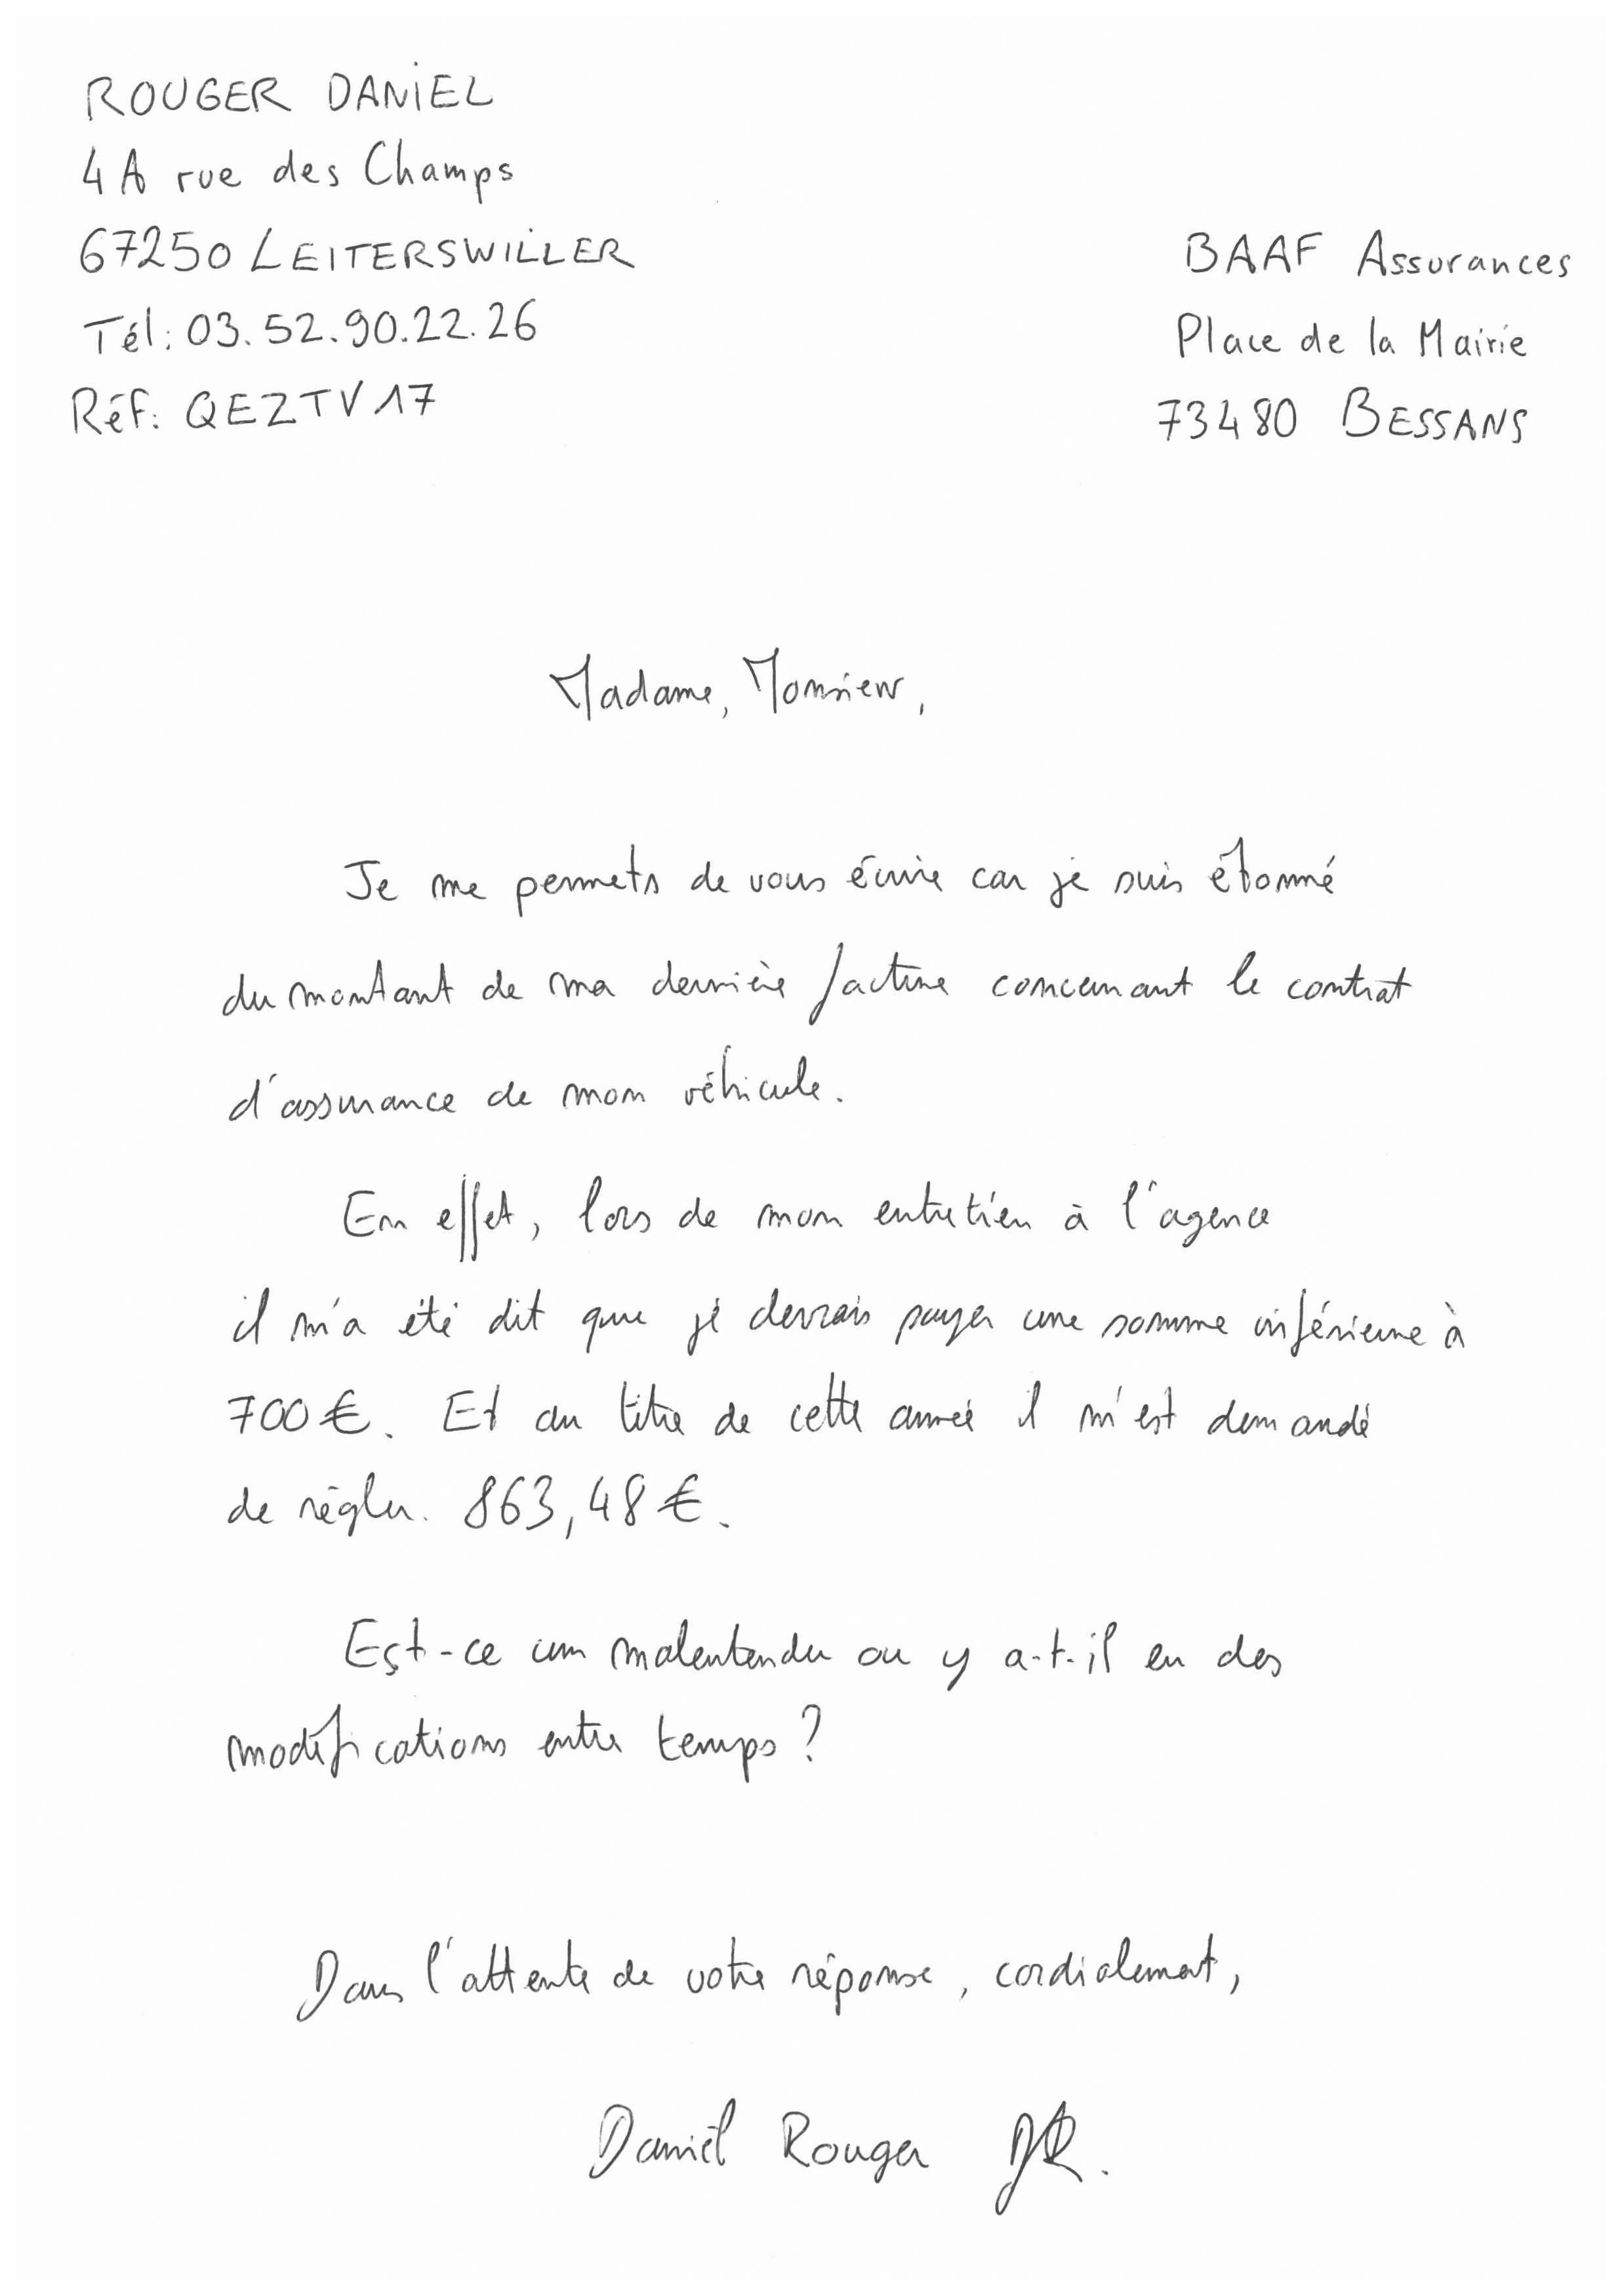 ROUGER DANIEL
4 A rue des Champs
67250 LEITERSWILLER
Tél: 03.52.90.22.26
Réf: QEZTV17
BAAF Assurances
Place de la Mairie
73480 BESSANS
Madame, Monsieur,
Je me permets de vous écrire car je suis étonné
du montant de ma dernière facture concernant le contrat
d'assurance de mon véhicule.
En effet, lors de mon entretien à l'agence
il m'a été dit que je devrais payer une somme inférieure à
700€. Et au titre de cette année il m'est demandé
de régler. 863,48€.
Est-ce un malentendu ou y a-t-il eu des
modifications entre temps?
Dans l'attente de votre réponse, cordialement,
Daniel Rouger DR.